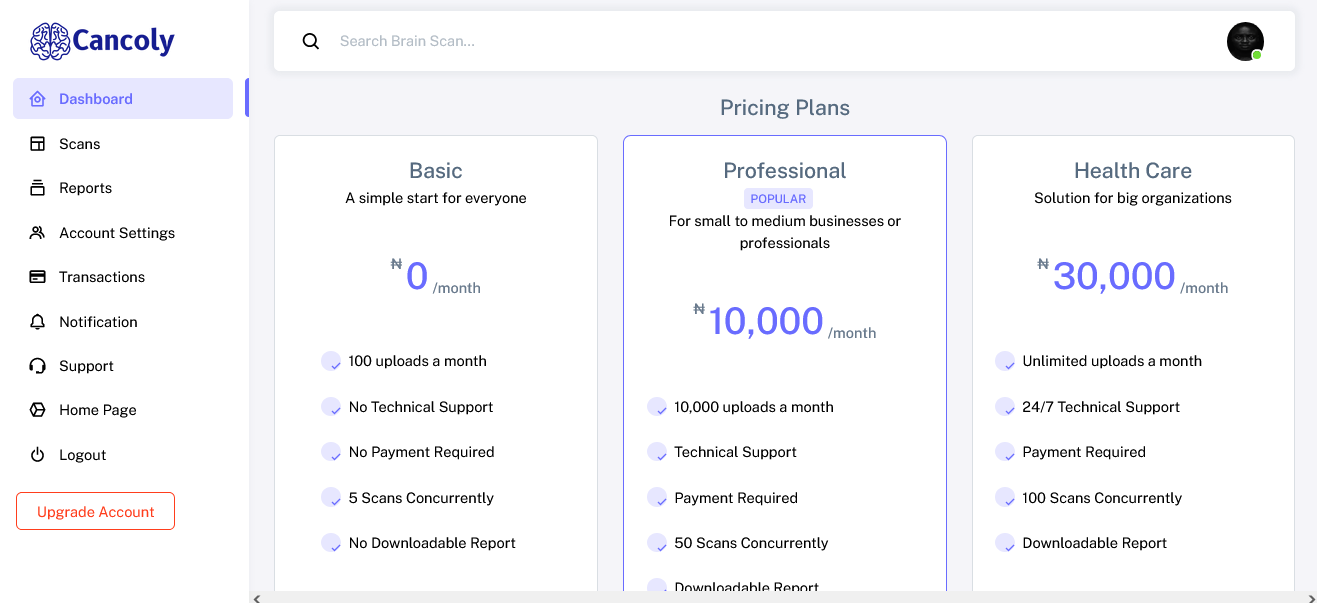 Cancoly
Dashboard
Scans
Reports
Account Settings
Transactions
Notification
Support
Home Page
Logout
Upgrade Account
Search Brain Scan...
Pricing Plans
Basic
A simple start for everyone
₦0 /month
100 uploads a month
No Technical Support
No Payment Required
5 Scans Concurrently
No Downloadable Report
Professional
POPULAR
For small to medium businesses or
professionals
₦10,000 /month
10,000 uploads a month
Technical Support
Payment Required
50 Scans Concurrently
Downloadable Report
Health Care
Solution for big organizations
₦30,000 /month
Unlimited uploads a month
24/7 Technical Support
Payment Required
100 Scans Concurrently
Downloadable Report